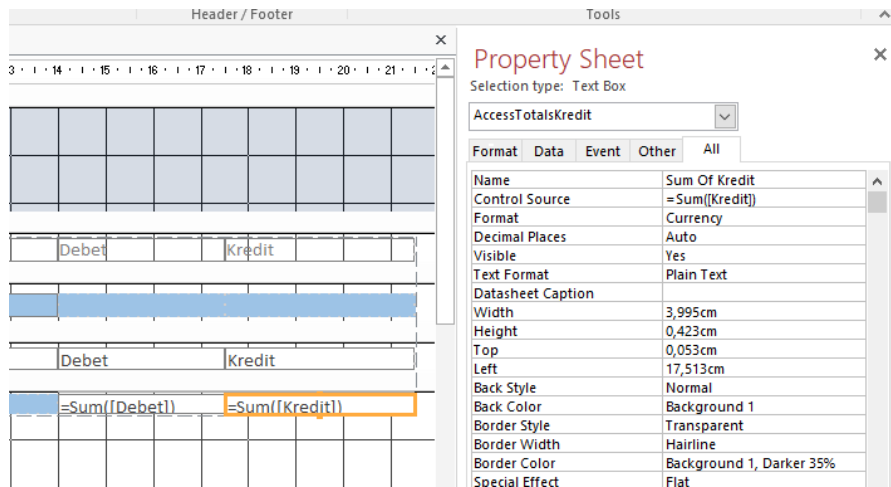 Header / Footer
Tools
3 · 14 · 15 · 16 · 17 · 18 · 19 · 20 · 21
Debet
Kredit
Debet
Kredit
=Sum([Debet])
=Sum([Kredit])
Property Sheet
Selection type: Text Box
AccessTotalsKredit
Format Data Event Other All
Name Sum Of Kredit
Control Source =Sum([Kredit])
Format Currency
Decimal Places Auto
Visible Yes
Text Format Plain Text
Datasheet Caption
Width 3,995cm
Height 0,423cm
Top 0,053cm
Left 17,513cm
Back Style Normal
Back Color Background 1
Border Style Transparent
Border Width Hairline
Border Color Background 1, Darker 35%
Special Effect Flat